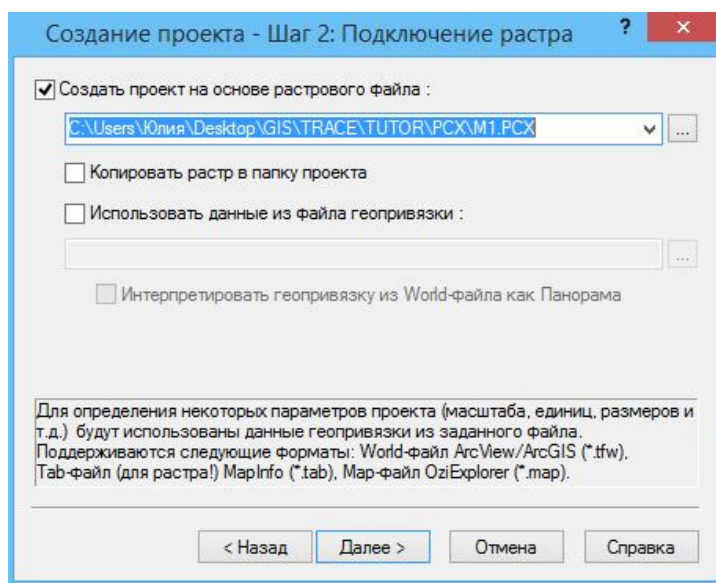 Создание проекта - Шаг 2: Подключение растра ? ×
Создать проект на основе растрового файла :
C:\Users\Юлия\Desktop\GIS\TRACE\TUTOR\PCX\M1.PCX ...
Копировать растр в папку проекта
Использовать данные из файла геопривязки :
...
Интерпретировать геопривязку из World-файла как Панорама
Для определения некоторых параметров проекта (масштаба, единиц, размеров и
т.д.) будут использованы данные геопривязки из заданного файла.
Поддерживаются следующие форматы: World-файл ArcView/ArcGIS (*.tfw),
Tab-файл (для растра!) MapInfo (*.tab), Map-файл OziExplorer (*.map).
< Назад Далее > Отмена Справка